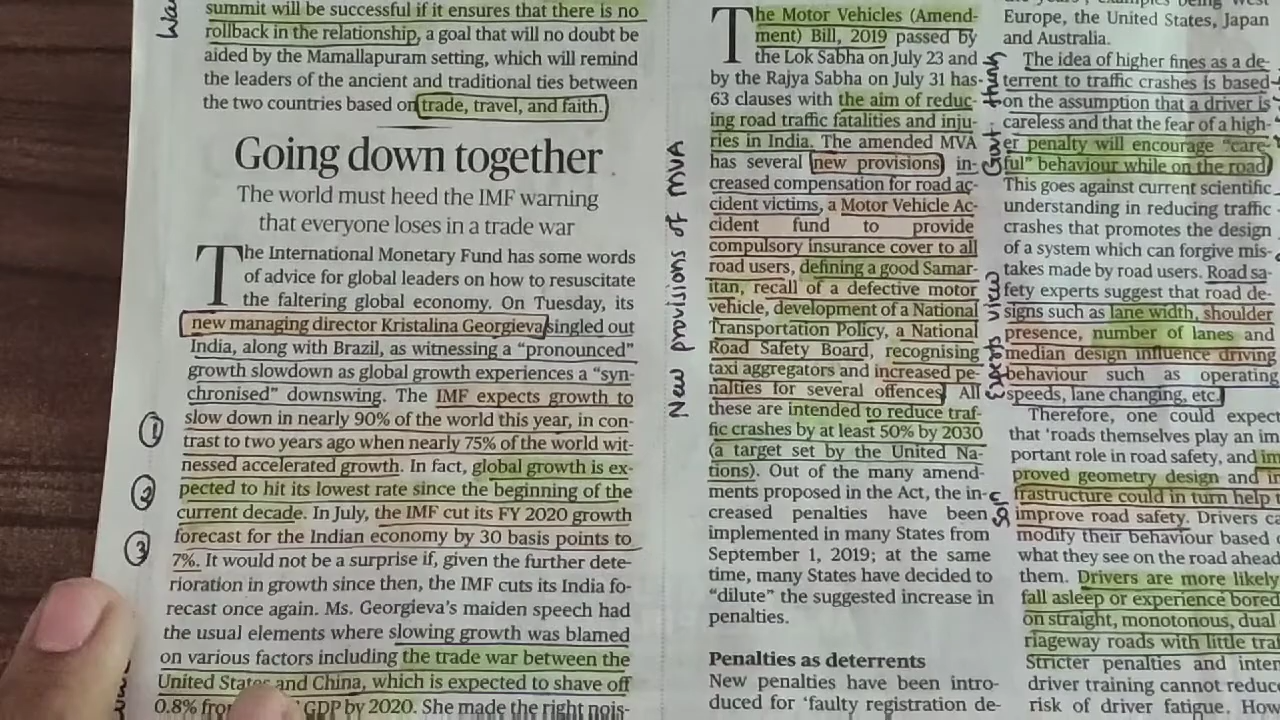 summit will be successful if it ensures that there is no
rollback in the relationship, a goal that will no doubt be
aided by the Mamallapuram setting, which will remind
the leaders of the ancient and traditional ties between
the two countries based on trade, travel, and faith.
Going down together
The world must heed the IMF warning
that everyone loses in a trade war
The International Monetary Fund has some words
of advice for global leaders on how to resuscitate
the faltering global economy. On Tuesday, its
new managing director Kristalina Georgieva singled out
India, along with Brazil, as witnessing a “pronounced”
growth slowdown as global growth experiences a “syn-
chronised” downswing. The IMF expects growth to
slow down in nearly 90% of the world this year, in con-
trast to two years ago when nearly 75% of the world wit-
nessed accelerated growth. In fact, global growth is ex-
pected to hit its lowest rate since the beginning of the
current decade. In July, the IMF cut its FY 2020 growth
forecast for the Indian economy by 30 basis points to
7%. It would not be a surprise if, given the further dete-
rioration in growth since then, the IMF cuts its India fo-
recast once again. Ms. Georgieva’s maiden speech had
the usual elements where slowing growth was blamed
on various factors including the trade war between the
United States and China, which is expected to shave off
0.8% GDP by 2020. She made the right nois-
1
2
3
New provisions of MVA
The Motor Vehicles (Amend-
ment) Bill, 2019 passed by
the Lok Sabha on July 23 and
by the Rajya Sabha on July 31 has
63 clauses with the aim of reduc-
ing road traffic fatalities and inju-
ries in India. The amended MVA
has several new provisions in-
creased compensation for road ac-
cident victims, a Motor Vehicle Ac-
cident fund to provide
compulsory insurance cover to all
road users, defining a good Samar-
itan, recall of a defective motor
vehicle, development of a National
Transportation Policy, a National
Road Safety Board, recognising
taxi aggregators and increased pe-
nalties for several offences. All
these are intended to reduce traf-
fic crashes by at least 50% by 2030
(a target set by the United Na-
tions). Out of the many amend-
ments proposed in the Act, the in-
creased penalties have been
implemented in many States from
September 1, 2019; at the same
time, many States have decided to
“dilute” the suggested increase in
penalties.
Penalties as deterrents
New penalties have been intro-
duced for ‘faulty registration de-
Govt
Experts view
Europe, the United States, Japan
and Australia.
The idea of higher fines as a de-
terrent to traffic crashes is based
on the assumption that a driver is
careless and that the fear of a high-
er penalty will encourage “care-
ful” behaviour while on the road
This goes against current scientific
understanding in reducing traffic
crashes that promotes the design
of a system which can forgive mis-
takes made by road users. Road sa-
fety experts suggest that road de-
signs such as lane width, shoulder
presence, number of lanes and
median design influence driving
behaviour such as operating
speeds, lane changing, etc.
Therefore, one could expect
that ‘roads themselves play an im
portant role in road safety, and im
proved geometry design and in
frastructure could in turn help
improve road safety. Drivers ca
modify their behaviour based
what they see on the road ahead
them. Drivers are more likely
fall asleep or experience bored
on straight, monotonous, dual
riageway roads with little tra
Stricter penalties and inter
driver training cannot reduc
risk of driver fatigue. How